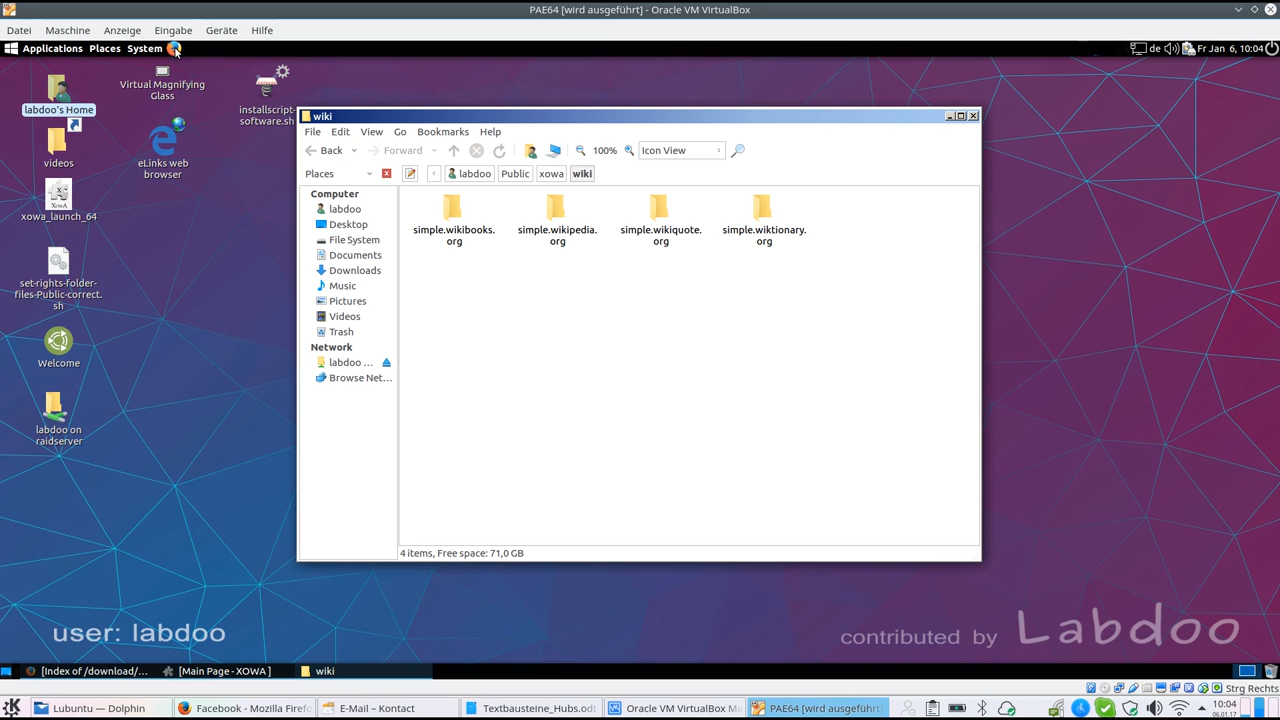 PAE64 [wird ausgeführt] - Oracle VM VirtualBox
Datei Maschine Anzeige Eingabe Geräte Hilfe
Applications Places System de Fr Jan 6, 10:04
labdoo's Home
videos
XOWA
xowa_launch_64
set-rights-folder-
files-Public-correct.
sh
Welcome
labdoo on
raidserver
Virtual Magnifying
Glass
eLinks web
browser
installscript-
software.sh
wiki
File Edit View Go Bookmarks Help
Back Forward 100% Icon View
Places labdoo Public xowa wiki
Computer
labdoo
Desktop
File System
Documents
Downloads
Music
Pictures
Videos
Trash
Network
labdoo ...
Browse Net...
simple.wikibooks.
org
simple.wikipedia.
org
simple.wikiquote.
org
simple.wiktionary.
org
4 items, Free space: 71,0 GB
user: labdoo
contributed by Labdoo
[Index of /download/... [Main Page - XOWA ] wiki
Strg Rechts
Lubuntu — Dolphin Facebook - Mozilla Firefo E-Mail – Kontact Textbausteine_Hubs.odt Oracle VM VirtualBox Ma PAE64 [wird ausgeführt] 10:04
06.01.17